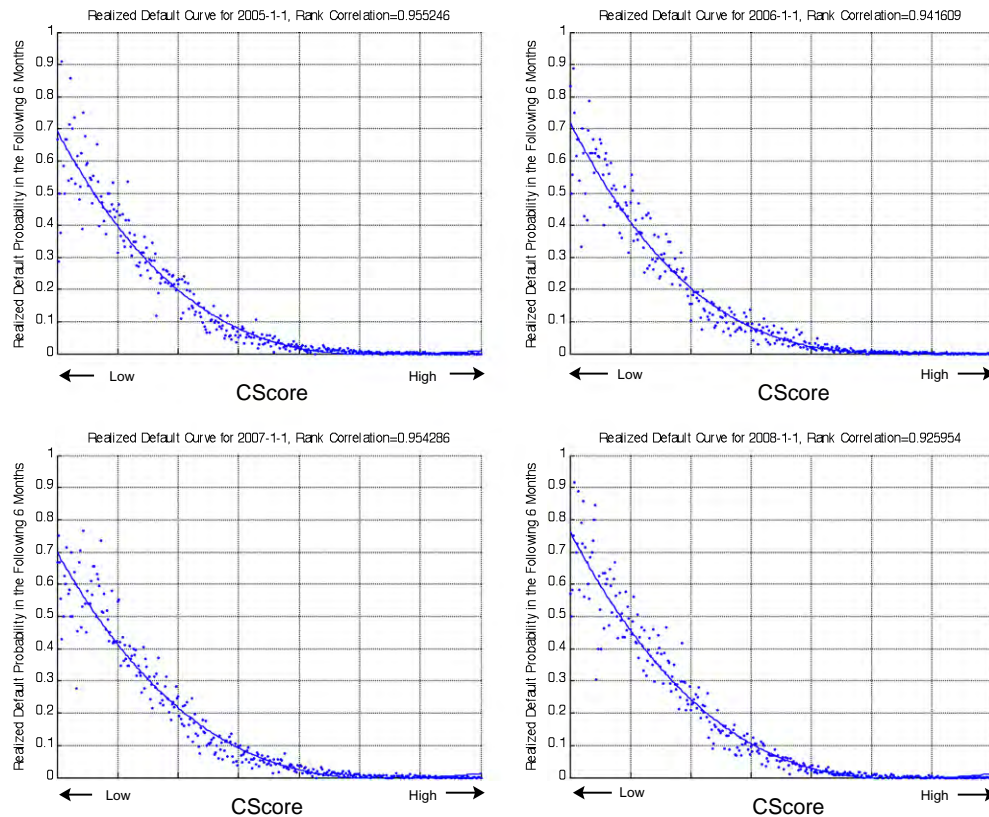 Realized Default Curve for 2005-1-1, Rank Correlation=0.955246
Realized Default Probability in the Following 6 Months
1
0.9
0.8
0.7
0.6
0.5
0.4
0.3
0.2
0.1
0
Low
High
CScore
Realized Default Curve for 2006-1-1, Rank Correlation=0.941609
Realized Default Probability in the Following 6 Months
1
0.9
0.8
0.7
0.6
0.5
0.4
0.3
0.2
0.1
0
Low
High
CScore
Realized Default Curve for 2007-1-1, Rank Correlation=0.954286
Realized Default Probability in the Following 6 Months
1
0.9
0.8
0.7
0.6
0.5
0.4
0.3
0.2
0.1
0
Low
High
CScore
Realized Default Curve for 2008-1-1, Rank Correlation=0.925954
Realized Default Probability in the Following 6 Months
1
0.9
0.8
0.7
0.6
0.5
0.4
0.3
0.2
0.1
0
Low
High
CScore